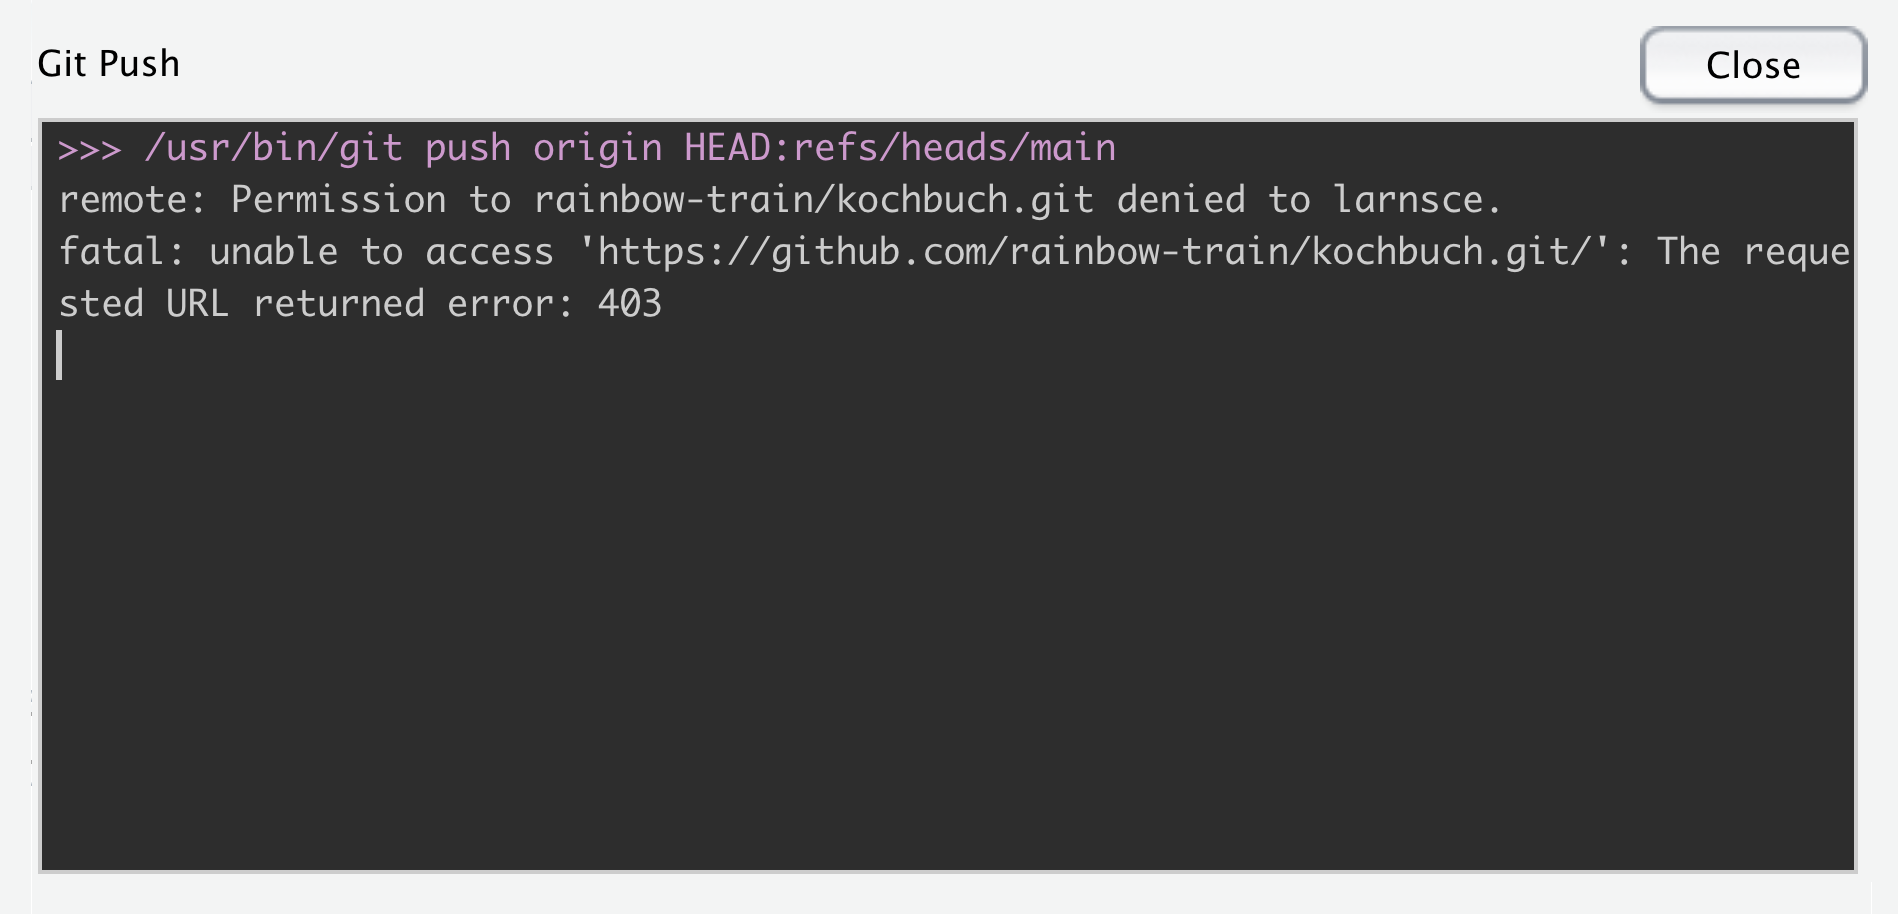 Git Push
Close
>>> /usr/bin/git push origin HEAD:refs/heads/main
remote: Permission to rainbow-train/kochbuch.git denied to larnsce.
fatal: unable to access 'https://github.com/rainbow-train/kochbuch.git/': The reque
sted URL returned error: 403